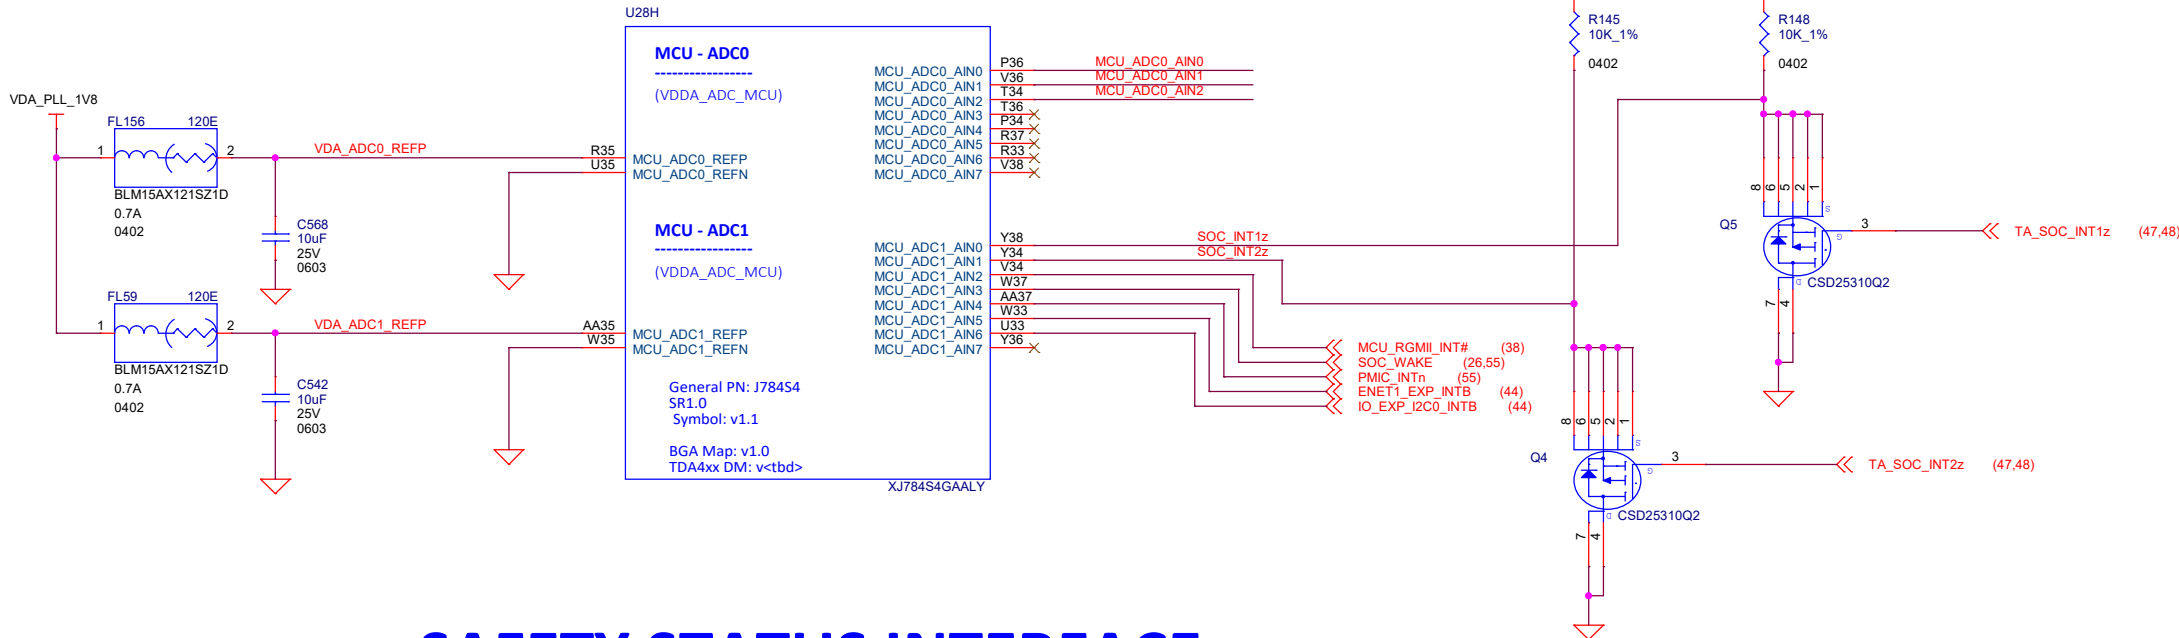 U28H
MCU - ADC0
-----------------
(VDDA_ADC_MCU)
MCU_ADC0_REFP
MCU_ADC0_REFN
MCU_ADC0_AIN0
MCU_ADC0_AIN1
MCU_ADC0_AIN2
MCU_ADC0_AIN3
MCU_ADC0_AIN4
MCU_ADC0_AIN5
MCU_ADC0_AIN6
MCU_ADC0_AIN7
P36
V36
T34
T36
P34
R37
R33
V38
MCU_ADC0_AIN0
MCU_ADC0_AIN1
MCU_ADC0_AIN2
VDA_PLL_1V8
FL156 120E
1 2
BLM15AX121SZ1D
0.7A
0402
VDA_ADC0_REFP
R35
U35
C568
10uF
25V
0603
FL59 120E
1 2
BLM15AX121SZ1D
0.7A
0402
VDA_ADC1_REFP
AA35
W35
C542
10uF
25V
0603
MCU - ADC1
-----------------
(VDDA_ADC_MCU)
MCU_ADC1_REFP
MCU_ADC1_REFN
MCU_ADC1_AIN0
MCU_ADC1_AIN1
MCU_ADC1_AIN2
MCU_ADC1_AIN3
MCU_ADC1_AIN4
MCU_ADC1_AIN5
MCU_ADC1_AIN6
MCU_ADC1_AIN7
Y38
Y34
V34
W37
AA37
W33
U33
Y36
SOC_INT1z
SOC_INT2z
General PN: J784S4
SR1.0
Symbol: v1.1
BGA Map: v1.0
TDA4xx DM: v<tbd>
XJ784S4GAALY
MCU_RGMII_INT# (38)
SOC_WAKE (26,55)
PMIC_INTn (55)
ENET1_EXP_INTB (44)
IO_EXP_I2C0_INTB (44)
R145
10K_1%
0402
R148
10K_1%
0402
8 6 5 2 1
Q5
S
G
D
3
CSD25310Q2
7 4
TA_SOC_INT1z (47,48)
8 6 5 2 1
Q4
S
G
D
3
CSD25310Q2
7 4
TA_SOC_INT2z (47,48)
SAFETY STATUS INTERFACE